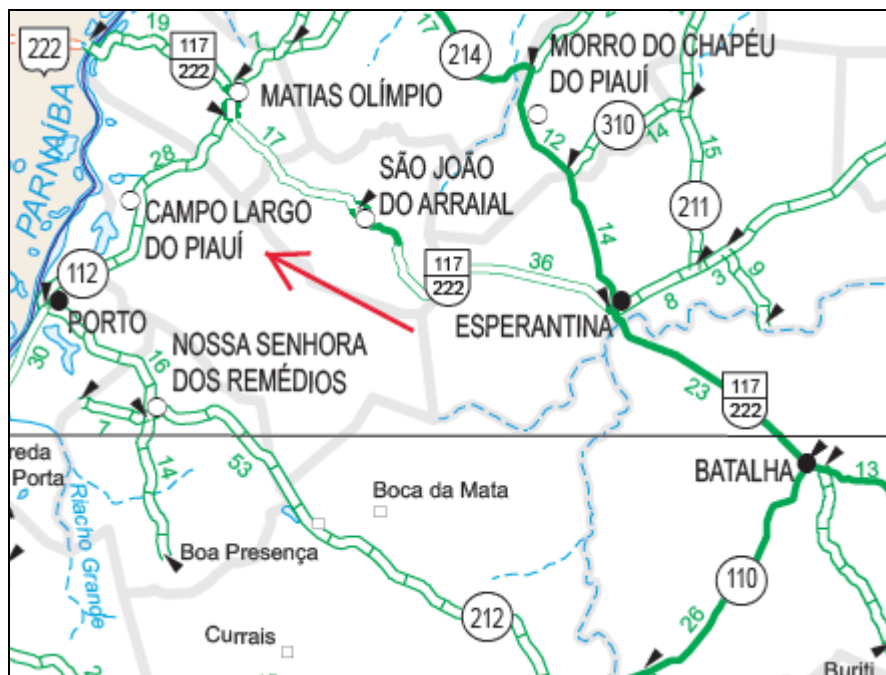 19
222
117
222
7
17
214
MORRO DO CHAPÉU
DO PIAUÍ
MATIAS OLÍMPIO
PARNAÍBA
17
28
12
310
14
15
SÃO JOÃO
DO ARRAIAL
CAMPO LARGO
DO PIAUÍ
211
14
117
222
36
112
8
3
9
PORTO
ESPERANTINA
30
16
NOSSA SENHORA
DOS REMÉDIOS
23
117
222
7
53
reda
Porta
14
BATALHA
13
Boca da Mata
Riacho Grande
Boa Presença
110
212
26
Currais
Buriti